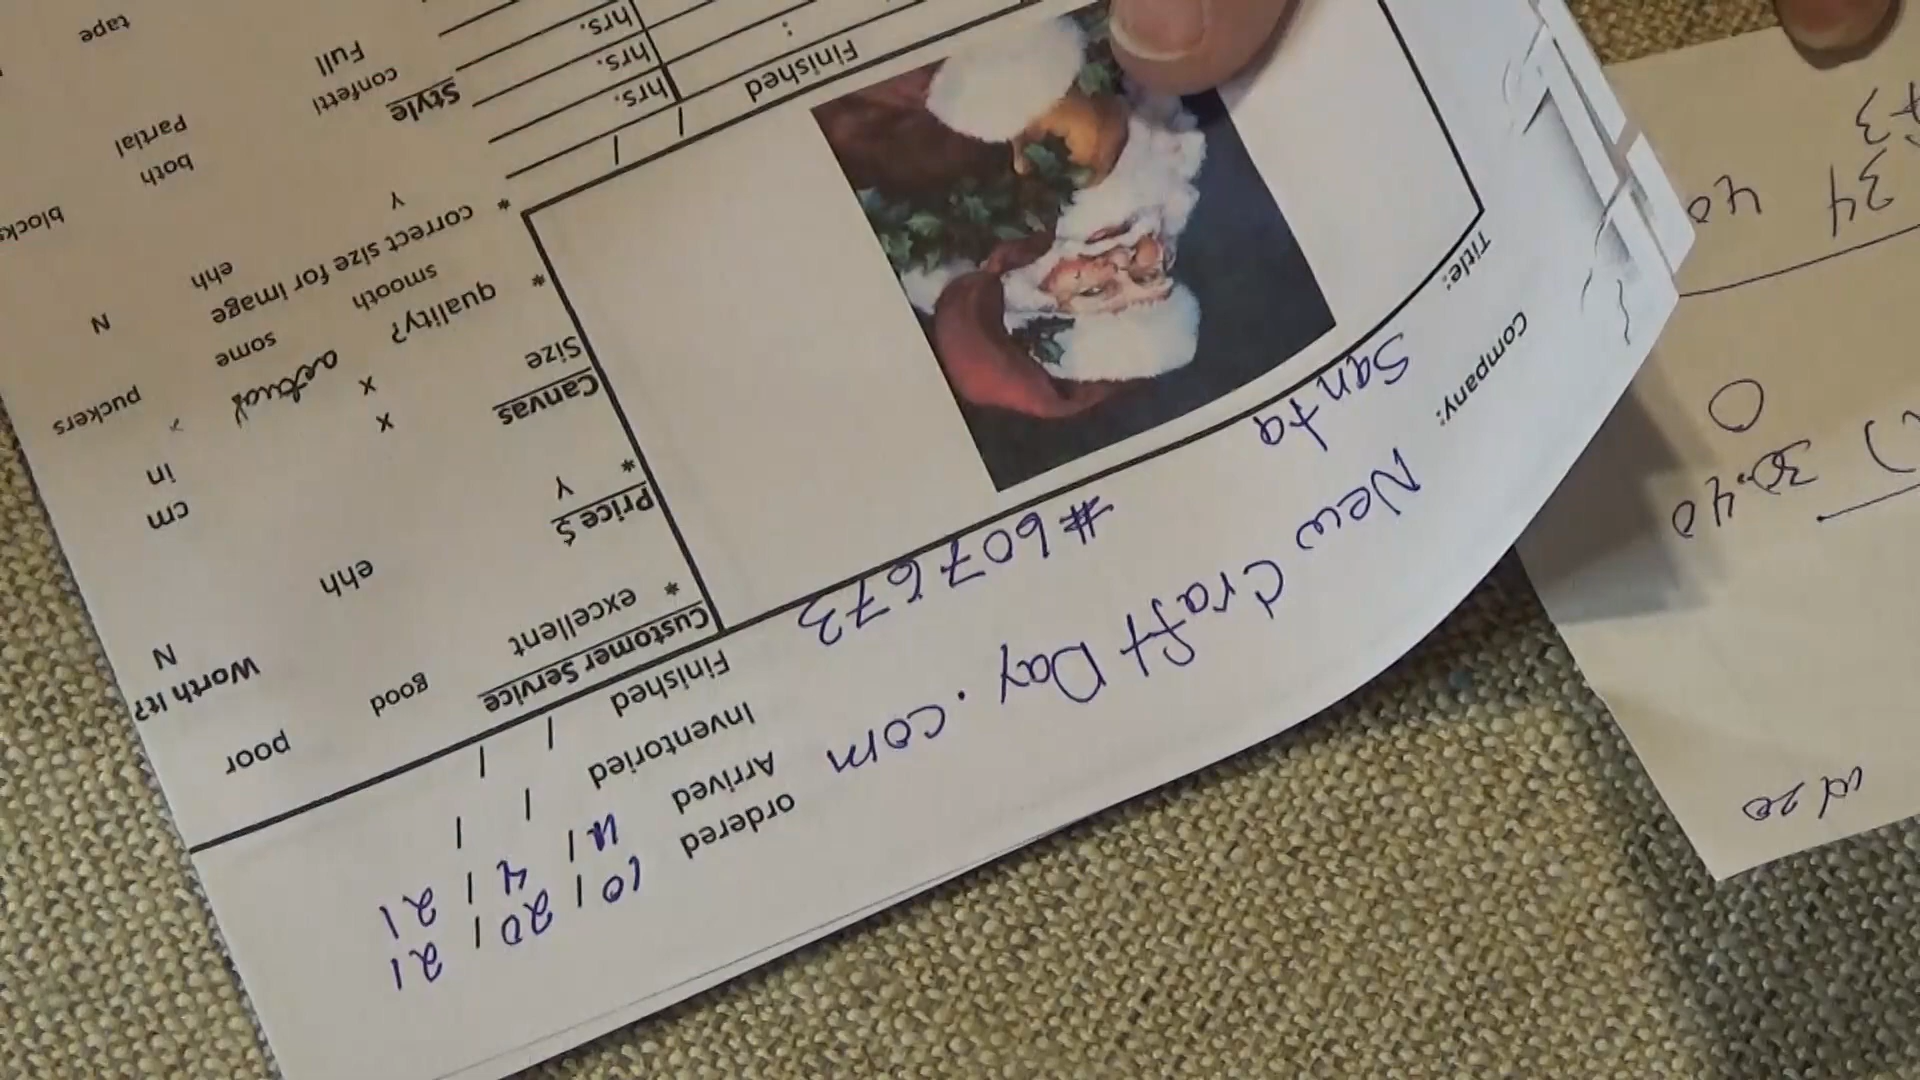 Company: New Craft Day.com
Title: Santa #607673
ordered 10/20/21
Arrived 11/4/21
Inventoried / /
Finished / /
Customer Service
* excellent good poor
Price $ Worth It?
* Y ehh N
Canvas
Size x cm
x in
actual
* quality? smooth some puckers
* correct size for image
Y ehh N
Style
Full Partial
confetti both blocks
tape
Finished / /
hrs.
hrs.
hrs.
:
34 40
30.40
0